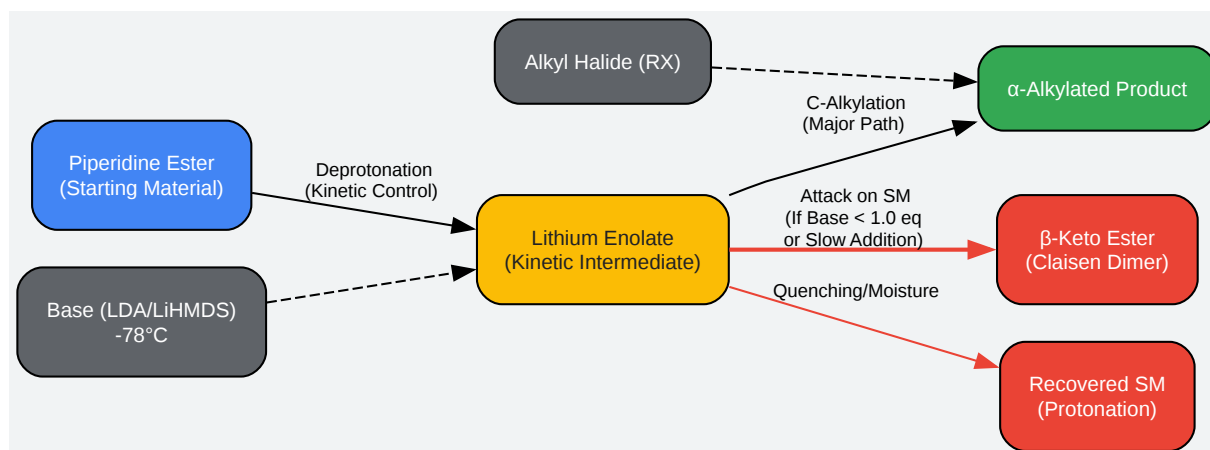 Alkyl Halide (RX)
α-Alkylated Product
C-Alkylation
(Major Path)
Piperidine Ester
(Starting Material)
Deprotonation
(Kinetic Control)
Attack on SM
(If Base < 1.0 eq
or Slow Addition)
Lithium Enolate
(Kinetic Intermediate)
β-Keto Ester
(Claisen Dimer)
Base (LDA/LiHMDS)
-78°C
Quenching/Moisture
Recovered SM
(Protonation)